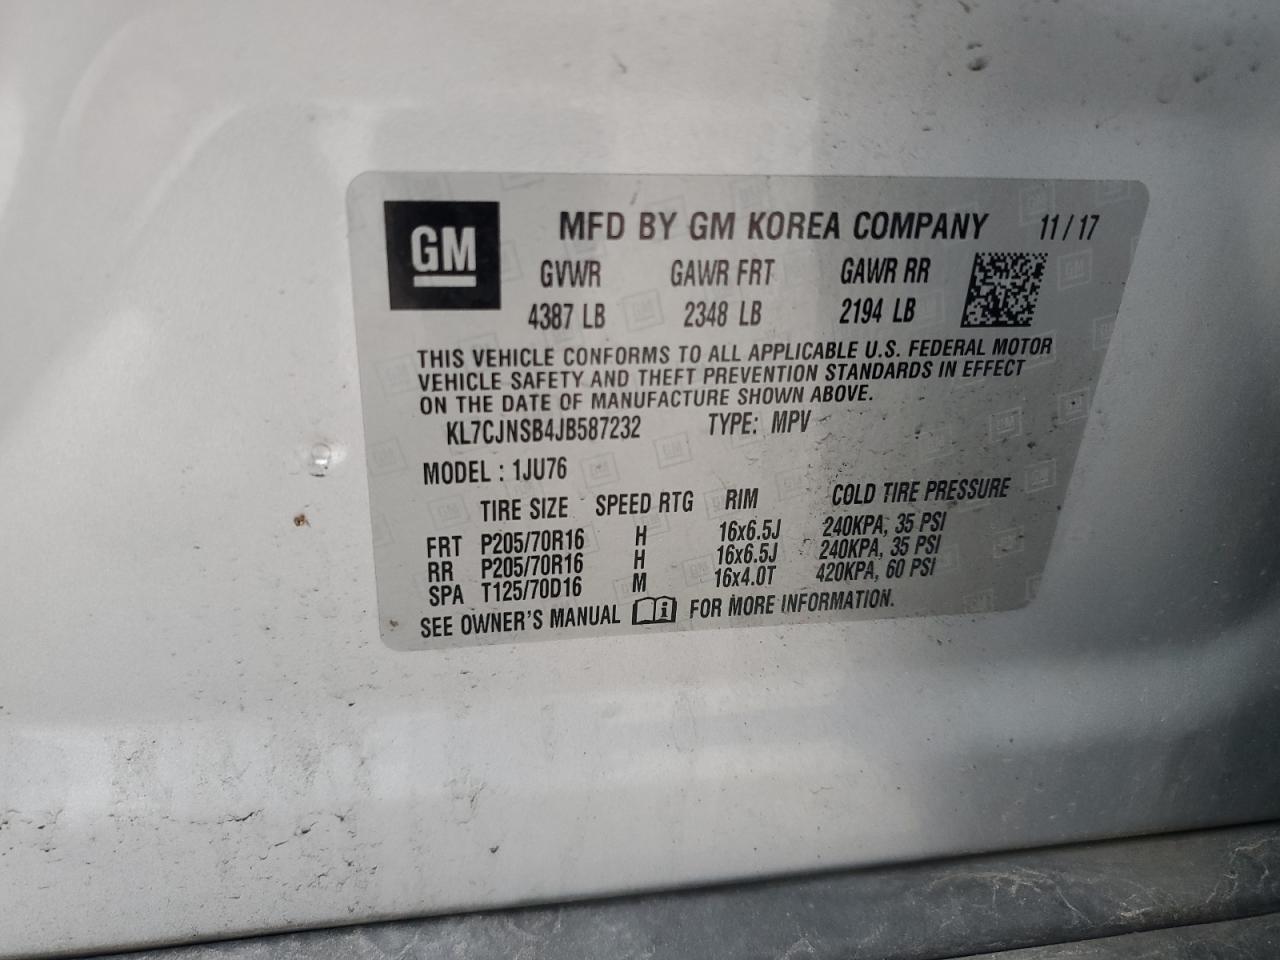 GM MFD BY GM KOREA COMPANY 11/17
GVWR GAWR FRT GAWR RR
4387 LB 2348 LB 2194 LB
THIS VEHICLE CONFORMS TO ALL APPLICABLE U.S. FEDERAL MOTOR
VEHICLE SAFETY AND THEFT PREVENTION STANDARDS IN EFFECT
ON THE DATE OF MANUFACTURE SHOWN ABOVE.
KL7CJNSB4JB587232 TYPE: MPV
MODEL : 1JU76
TIRE SIZE SPEED RTG RIM COLD TIRE PRESSURE
FRT P205/70R16 H 16x6.5J 240KPA, 35 PSI
RR P205/70R16 H 16x6.5J 240KPA, 35 PSI
SPA T125/70D16 M 16x4.0T 420KPA, 60 PSI
SEE OWNER'S MANUAL FOR MORE INFORMATION.